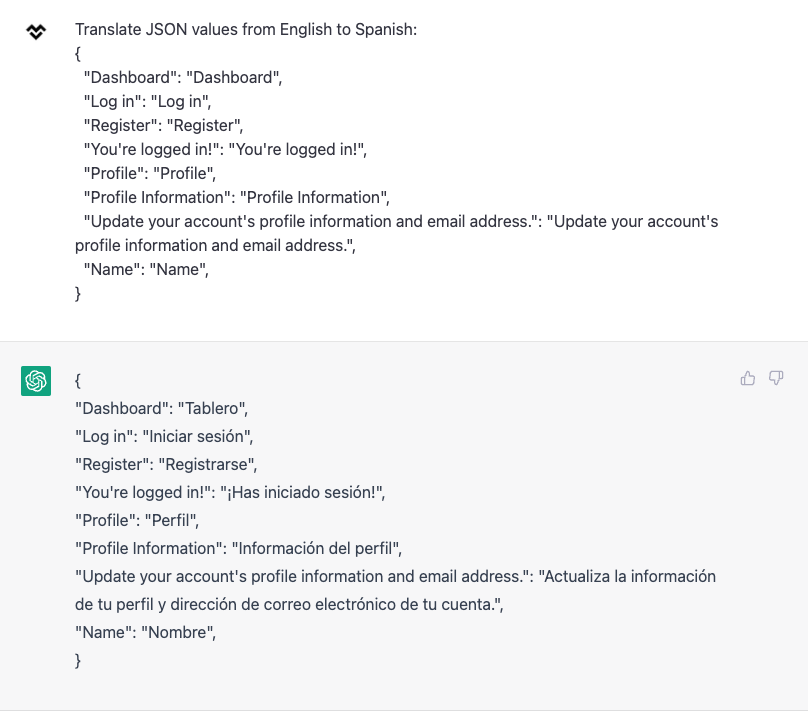 Translate JSON values from English to Spanish:
{
"Dashboard": "Dashboard",
"Log in": "Log in",
"Register": "Register",
"You're logged in!": "You're logged in!",
"Profile": "Profile",
"Profile Information": "Profile Information",
"Update your account's profile information and email address.": "Update your account's
profile information and email address.",
"Name": "Name",
}
{
"Dashboard": "Tablero",
"Log in": "Iniciar sesión",
"Register": "Registrarse",
"You're logged in!": "¡Has iniciado sesión!",
"Profile": "Perfil",
"Profile Information": "Información del perfil",
"Update your account's profile information and email address.": "Actualiza la información
de tu perfil y dirección de correo electrónico de tu cuenta.",
"Name": "Nombre",
}